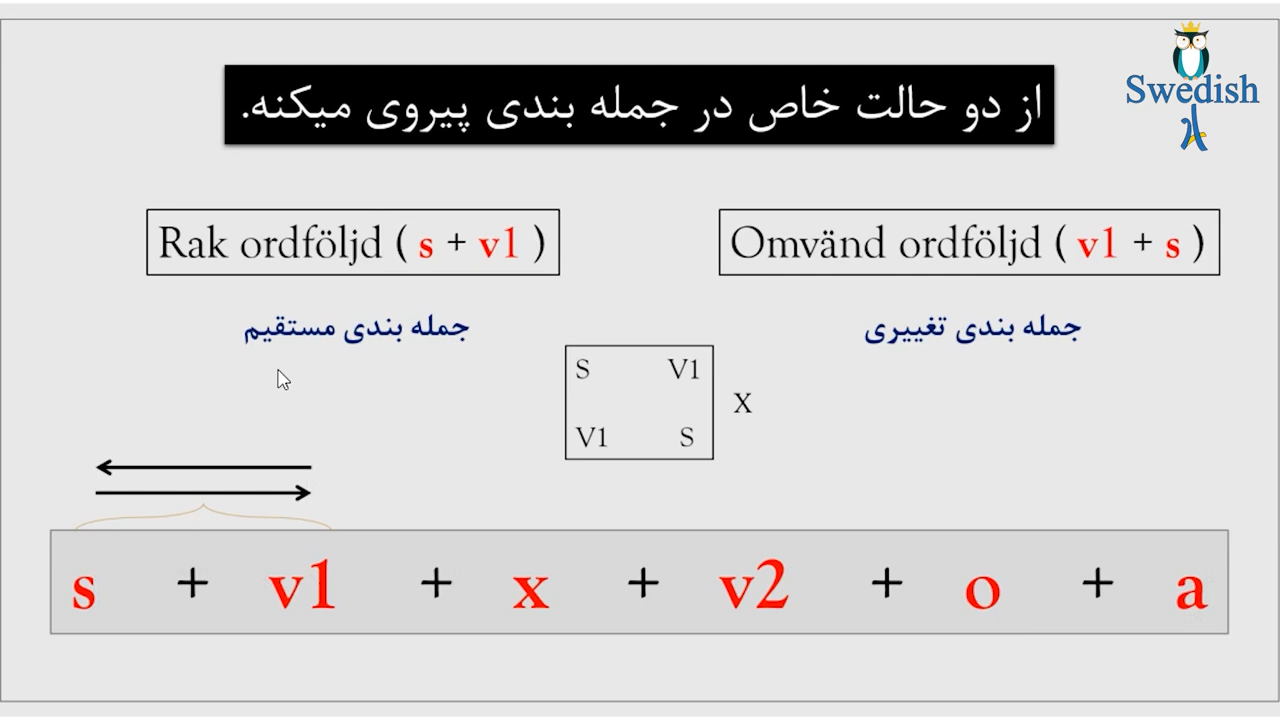 Swedish
از دو حالت خاص در جمله بندی پیروی میکنه.
Rak ordföljd ( s + v1 )
Omvänd ordföljd ( v1 + s )
جمله بندی مستقیم
جمله بندی تغییری
S V1
X
V1 S
s + v1 + x + v2 + o + a